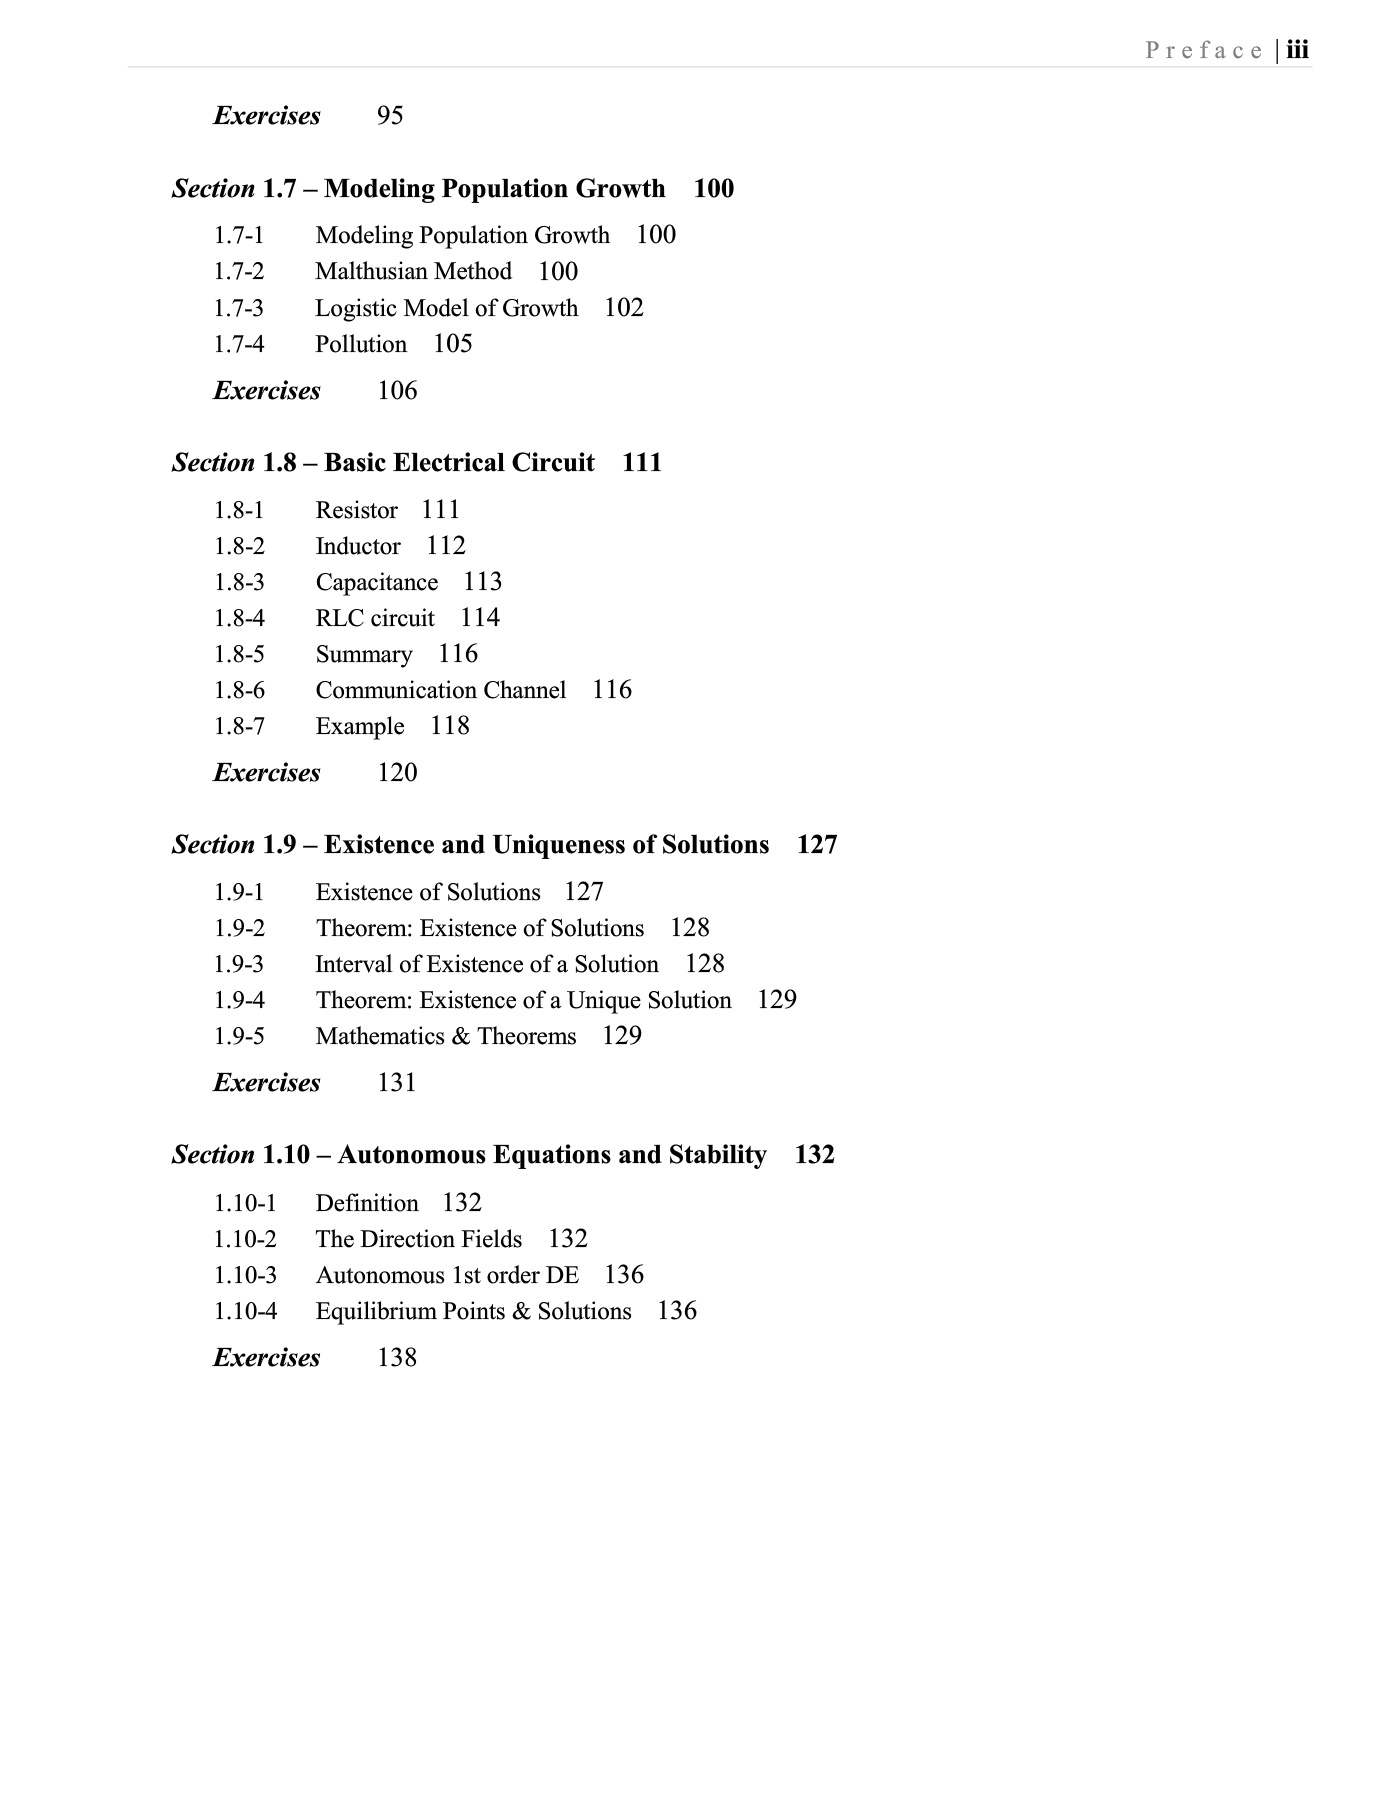 Preface | iii
Exercises 95
Section 1.7 – Modeling Population Growth 100
1.7-1 Modeling Population Growth 100
1.7-2 Malthusian Method 100
1.7-3 Logistic Model of Growth 102
1.7-4 Pollution 105
Exercises 106
Section 1.8 – Basic Electrical Circuit 111
1.8-1 Resistor 111
1.8-2 Inductor 112
1.8-3 Capacitance 113
1.8-4 RLC circuit 114
1.8-5 Summary 116
1.8-6 Communication Channel 116
1.8-7 Example 118
Exercises 120
Section 1.9 – Existence and Uniqueness of Solutions 127
1.9-1 Existence of Solutions 127
1.9-2 Theorem: Existence of Solutions 128
1.9-3 Interval of Existence of a Solution 128
1.9-4 Theorem: Existence of a Unique Solution 129
1.9-5 Mathematics & Theorems 129
Exercises 131
Section 1.10 – Autonomous Equations and Stability 132
1.10-1 Definition 132
1.10-2 The Direction Fields 132
1.10-3 Autonomous 1st order DE 136
1.10-4 Equilibrium Points & Solutions 136
Exercises 138